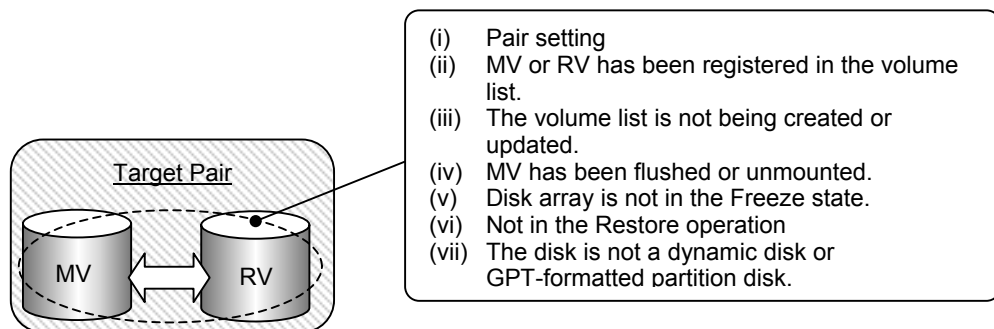 (i) Pair setting
(ii) MV or RV has been registered in the volume
list.
(iii) The volume list is not being created or
updated.
(iv) MV has been flushed or unmounted.
(v) Disk array is not in the Freeze state.
(vi) Not in the Restore operation
(vii) The disk is not a dynamic disk or
GPT-formatted partition disk.
Target Pair
MV
RV